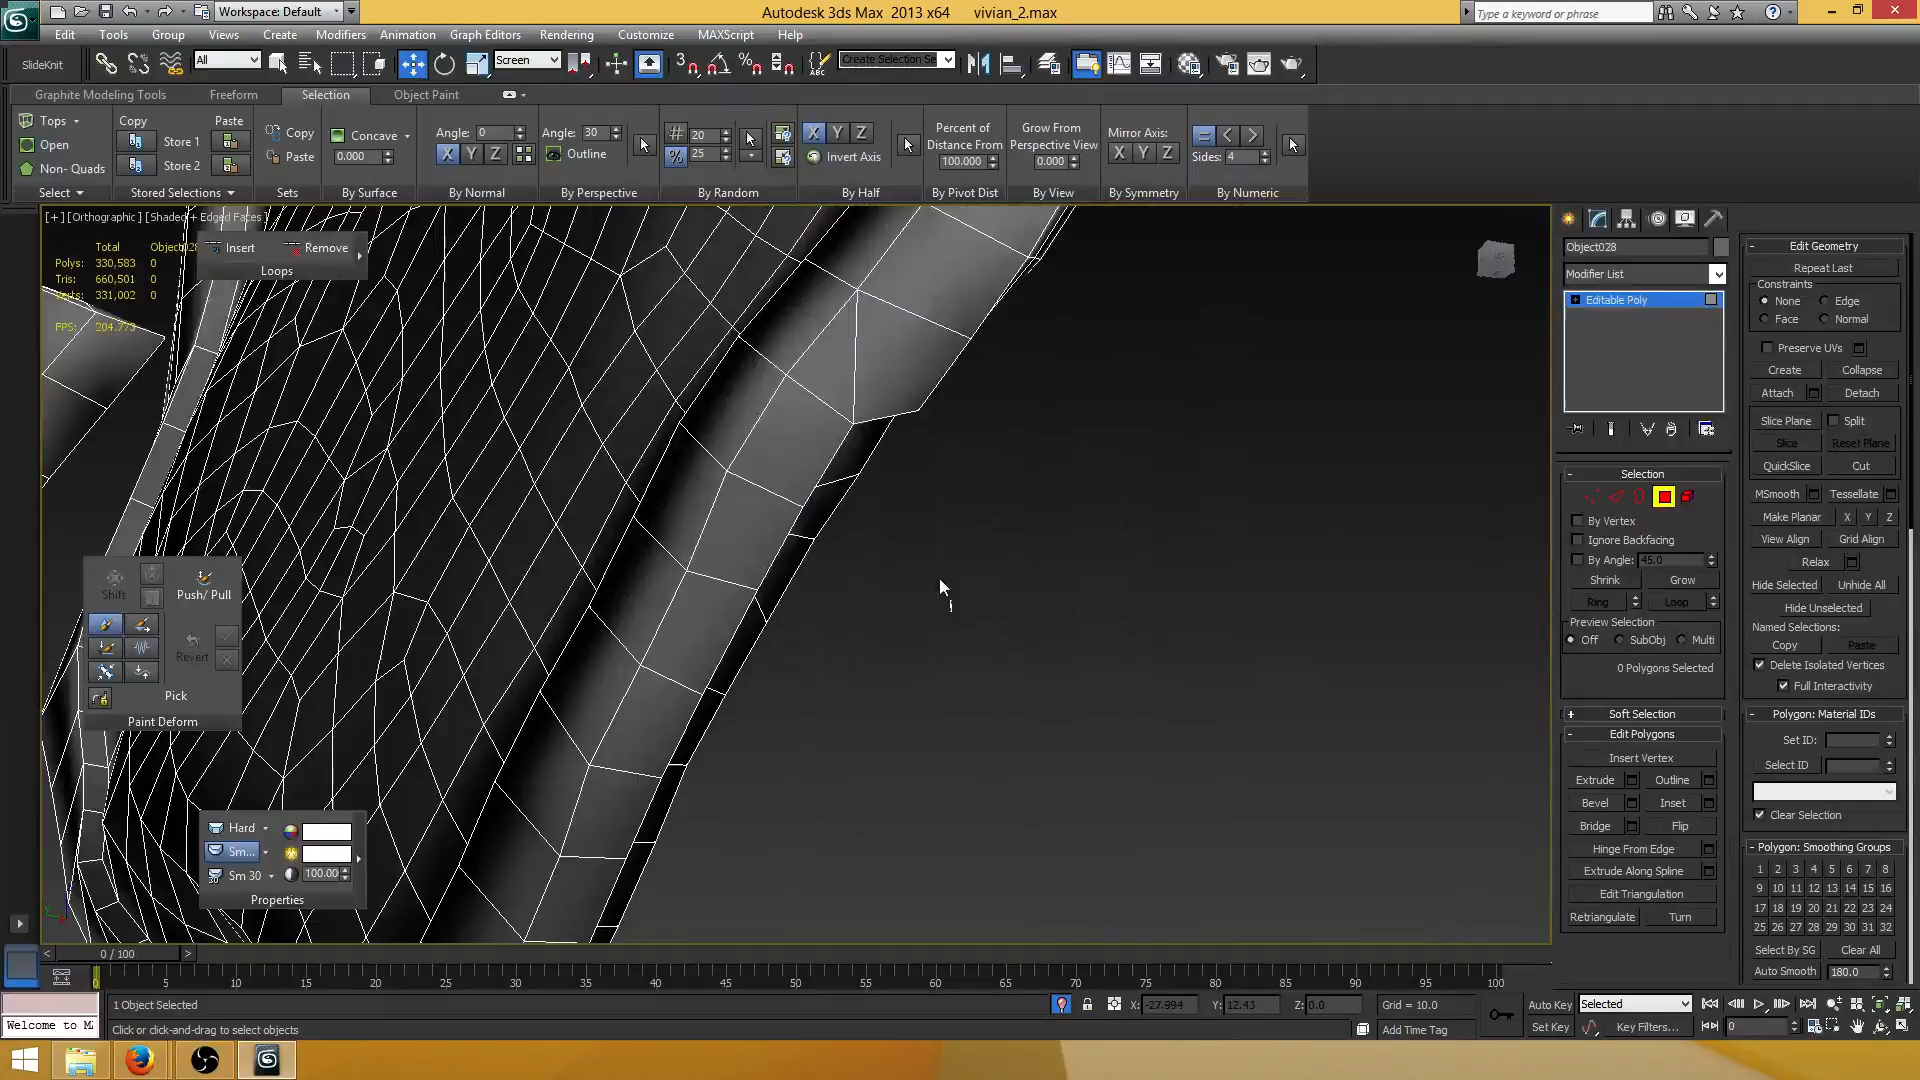 Workspace: Default
Autodesk 3ds Max 2013 x64 vivian_2.max
Type a keyword or phrase
Edit Tools Group Views Create Modifiers Animation Graph Editors Rendering Customize MAXScript Help
SlideKnit All Screen Create Selection Se
Graphite Modeling Tools Freeform Selection Object Paint
Tops Copy Paste Copy Concave Angle: 0 Angle: 30 20 X Y Z Percent of Distance From Grow From Perspective View Mirror Axis: = < >
Open Store 1 Paste 0.000 X Y Z Outline % 25 Invert Axis 100.000 0.000 X Y Z Sides: 4
Non- Quads Store 2
Select Stored Selections Sets By Surface By Normal By Perspective By Random By Half By Pivot Dist By View By Symmetry By Numeric
[+] [Orthographic] [Shaded + Edged Faces]
Total Object028
Polys: 330,583 0
Tris: 660,501 0
Verts: 331,002 0
FPS: 204.773
Insert Remove
Loops
Shift Push/ Pull
Revert
Pick
Paint Deform
Hard
Sm...
Sm 30 100.00
Properties
Object028
Modifier List
Editable Poly
Selection
By Vertex
Ignore Backfacing
By Angle: 45.0
Shrink Grow
Ring Loop
Preview Selection
Off SubObj Multi
0 Polygons Selected
Soft Selection
Edit Polygons
Insert Vertex
Extrude Outline
Bevel Inset
Bridge Flip
Hinge From Edge
Extrude Along Spline
Edit Triangulation
Retriangulate Turn
Edit Geometry
Repeat Last
Constraints
None Edge
Face Normal
Preserve UVs
Create Collapse
Attach Detach
Slice Plane Split
Slice Reset Plane
QuickSlice Cut
MSmooth Tessellate
Make Planar X Y Z
View Align Grid Align
Relax
Hide Selected Unhide All
Hide Unselected
Named Selections:
Copy Paste
Delete Isolated Vertices
Full Interactivity
Polygon: Material IDs
Set ID:
Select ID
Clear Selection
Polygon: Smoothing Groups
1 2 3 4 5 6 7 8
9 10 11 12 13 14 15 16
17 18 19 20 21 22 23 24
25 26 27 28 29 30 31 32
Select By SG Clear All
Auto Smooth 180.0
< 0 / 100 >
0 5 10 15 20 25 30 35 40 45 50 55 60 65 70 75 80 85 90 95 100
1 Object Selected X: -27.994 Y: 12.43 Z: 0.0 Grid = 10.0 Auto Key Selected
Welcome to M Click or click-and-drag to select objects Add Time Tag Set Key Key Filters... 0